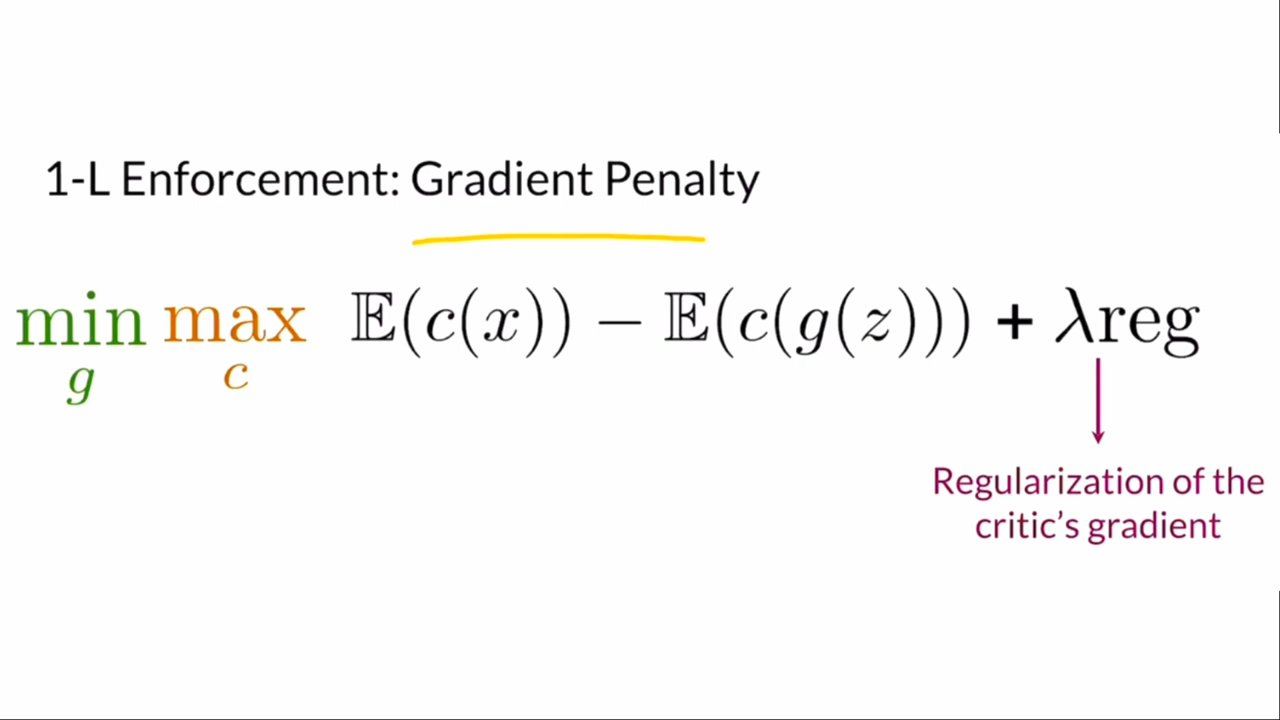 1-L Enforcement: Gradient Penalty
min max 𝔼(c(x)) − 𝔼(c(g(z))) + λreg
g c
Regularization of the
critic's gradient